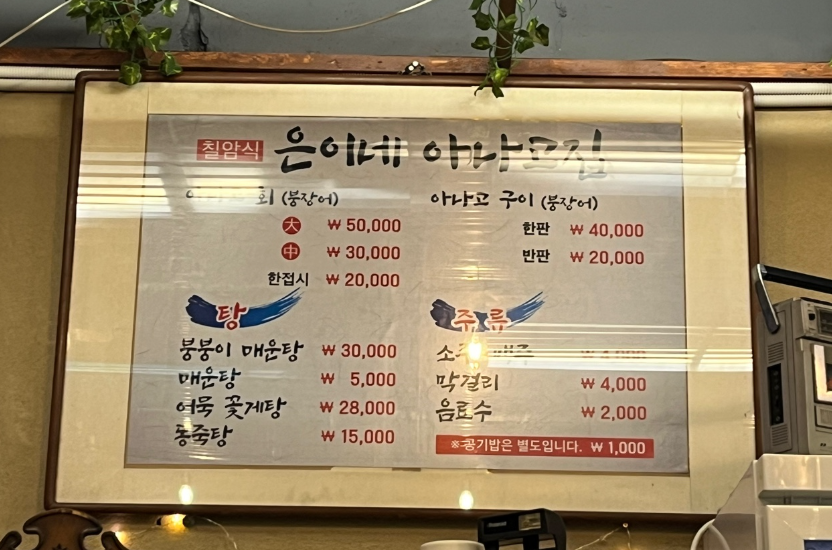 칠암식 은이네 아나고집
회 (붕장어)
大 ₩ 50,000
中 ₩ 30,000
한접시 ₩ 20,000
아나고 구이 (붕장어)
한판 ₩ 40,000
반판 ₩ 20,000
탕
붕붕이 매운탕 ₩ 30,000
매운탕 ₩ 5,000
어묵 꽃게탕 ₩ 28,000
동죽탕 ₩ 15,000
주류
막걸리 ₩ 4,000
음료수 ₩ 2,000
※공기밥은 별도입니다. ₩ 1,000